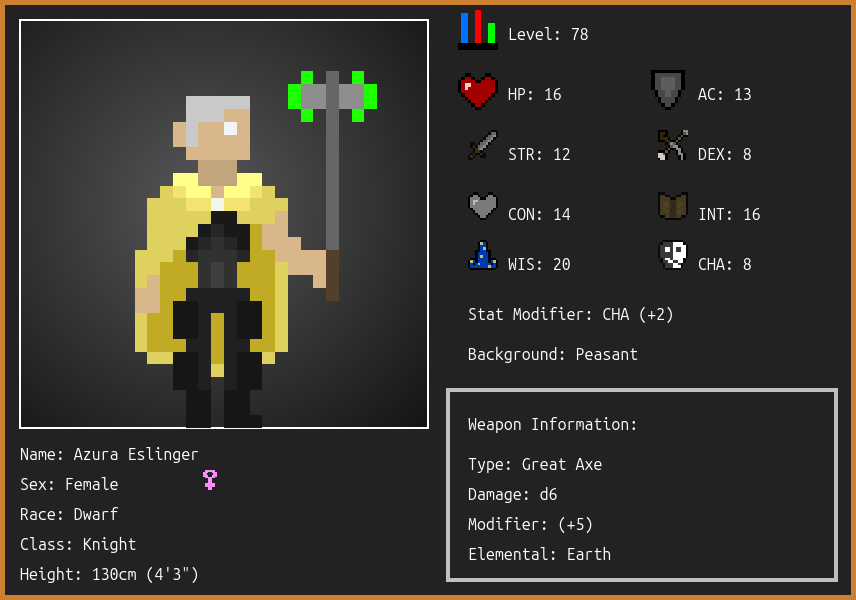 Level: 78
HP: 16
AC: 13
STR: 12
DEX: 8
CON: 14
INT: 16
WIS: 20
CHA: 8
Stat Modifier: CHA (+2)
Background: Peasant
Weapon Information:
Type: Great Axe
Damage: d6
Modifier: (+5)
Elemental: Earth
Name: Azura Eslinger
Sex: Female
Race: Dwarf
Class: Knight
Height: 130cm (4'3")